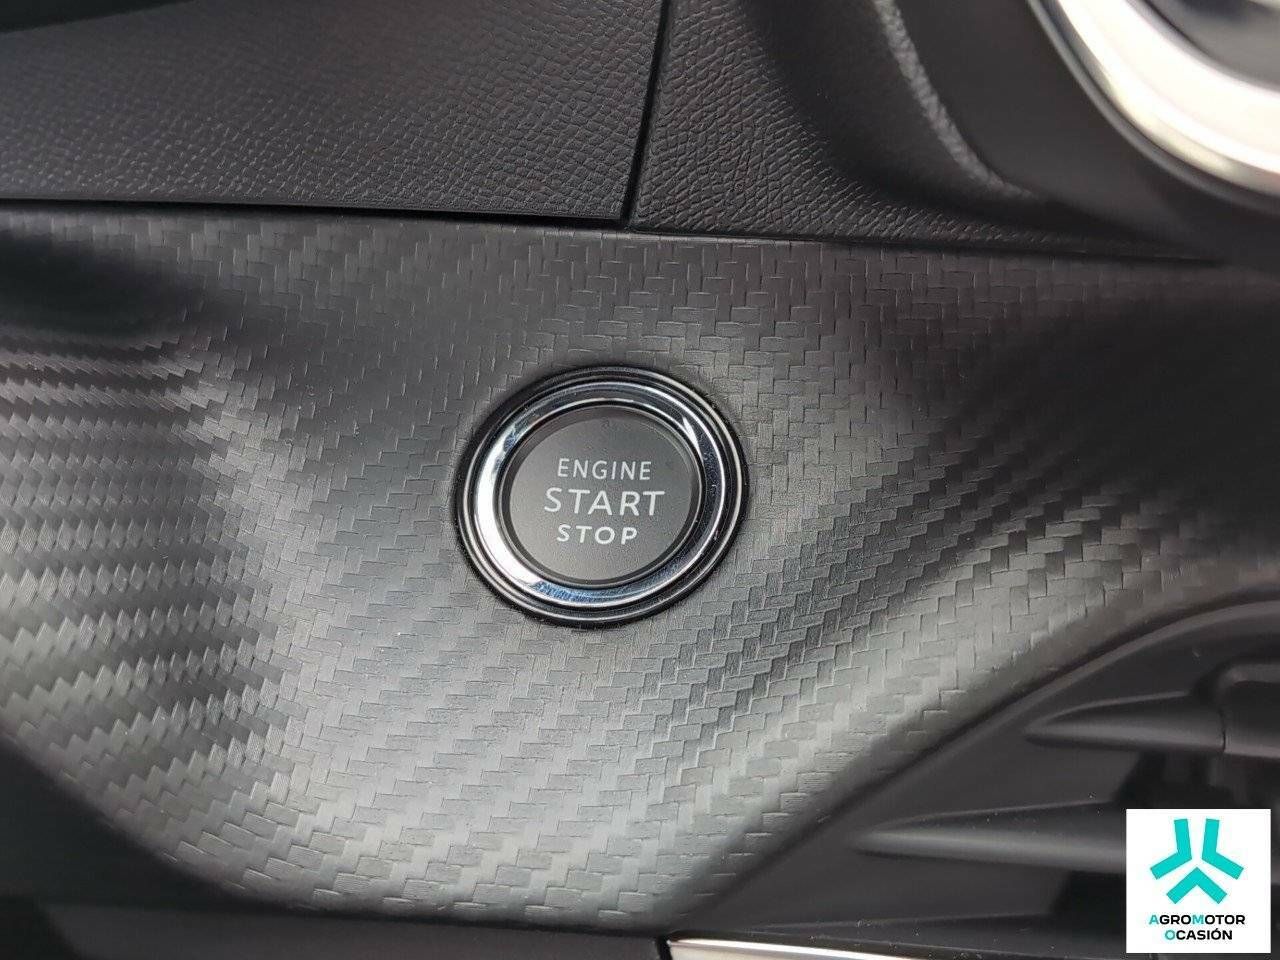 ENGINE
START
STOP
AGROMOTOR
OCASIÓN